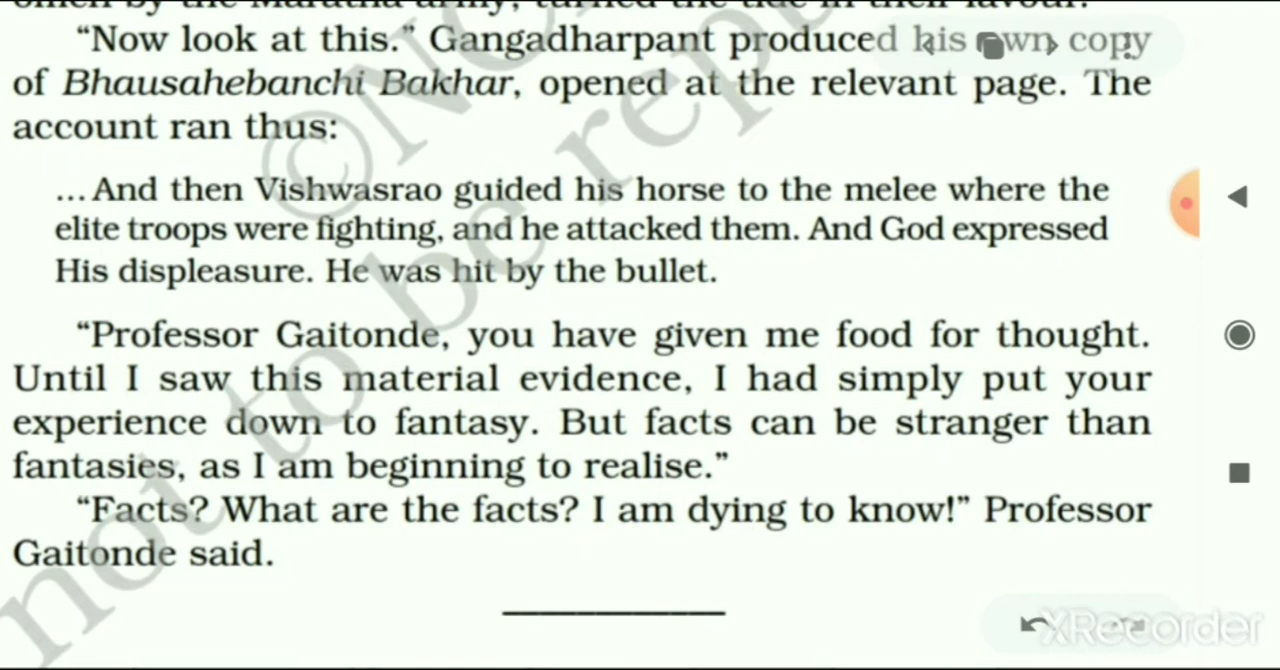 "Now look at this." Gangadharpant produced his own copy
of Bhausahebanchi Bakhar, opened at the relevant page. The
account ran thus:
...And then Vishwasrao guided his horse to the melee where the
elite troops were fighting, and he attacked them. And God expressed
His displeasure. He was hit by the bullet.
"Professor Gaitonde, you have given me food for thought.
Until I saw this material evidence, I had simply put your
experience down to fantasy. But facts can be stranger than
fantasies, as I am beginning to realise."
"Facts? What are the facts? I am dying to know!" Professor
Gaitonde said.
not to be rep
XRecorder